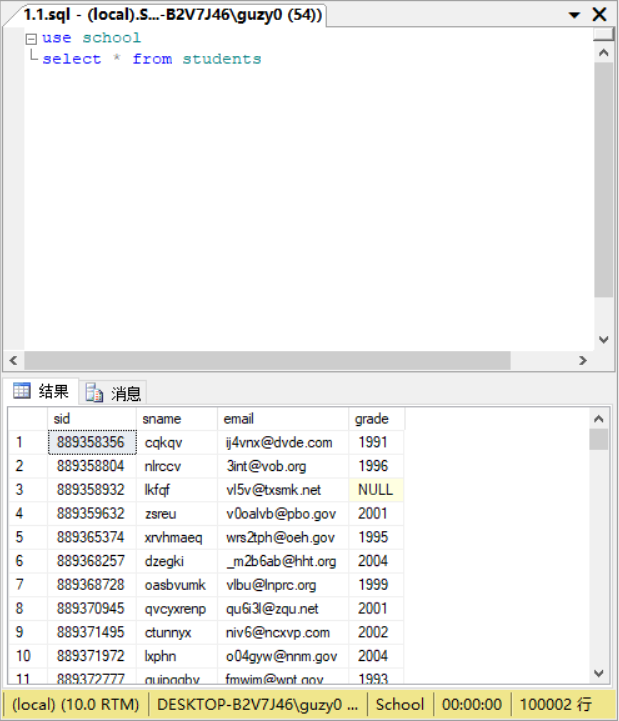 1.1.sql - (local).S...-B2V7J46\guzy0 (54))
use school
select * from students
结果 消息
sid sname email grade
1 889358356 cqkqv ij4vnx@dvde.com 1991
2 889358804 nlrccv 3int@vob.org 1996
3 889358932 lkfqf vl5v@txsmk.net NULL
4 889359632 zsreu v0oalvb@pbo.gov 2001
5 889365374 xrvhmaeq wrs2tph@oeh.gov 1995
6 889368257 dzegki _m2b6ab@hht.org 2004
7 889368728 oasbvumk vlbu@lnprc.org 1999
8 889370945 qvcyxrenp qu6i3l@zqu.net 2001
9 889371495 ctunnyx niv6@ncxvp.com 2002
10 889371972 lxphn o04gyw@nnm.gov 2004
11 889372777 fmwim@wpt.gov 1993
(local) (10.0 RTM) DESKTOP-B2V7J46\guzy0 ... School 00:00:00 100002 行